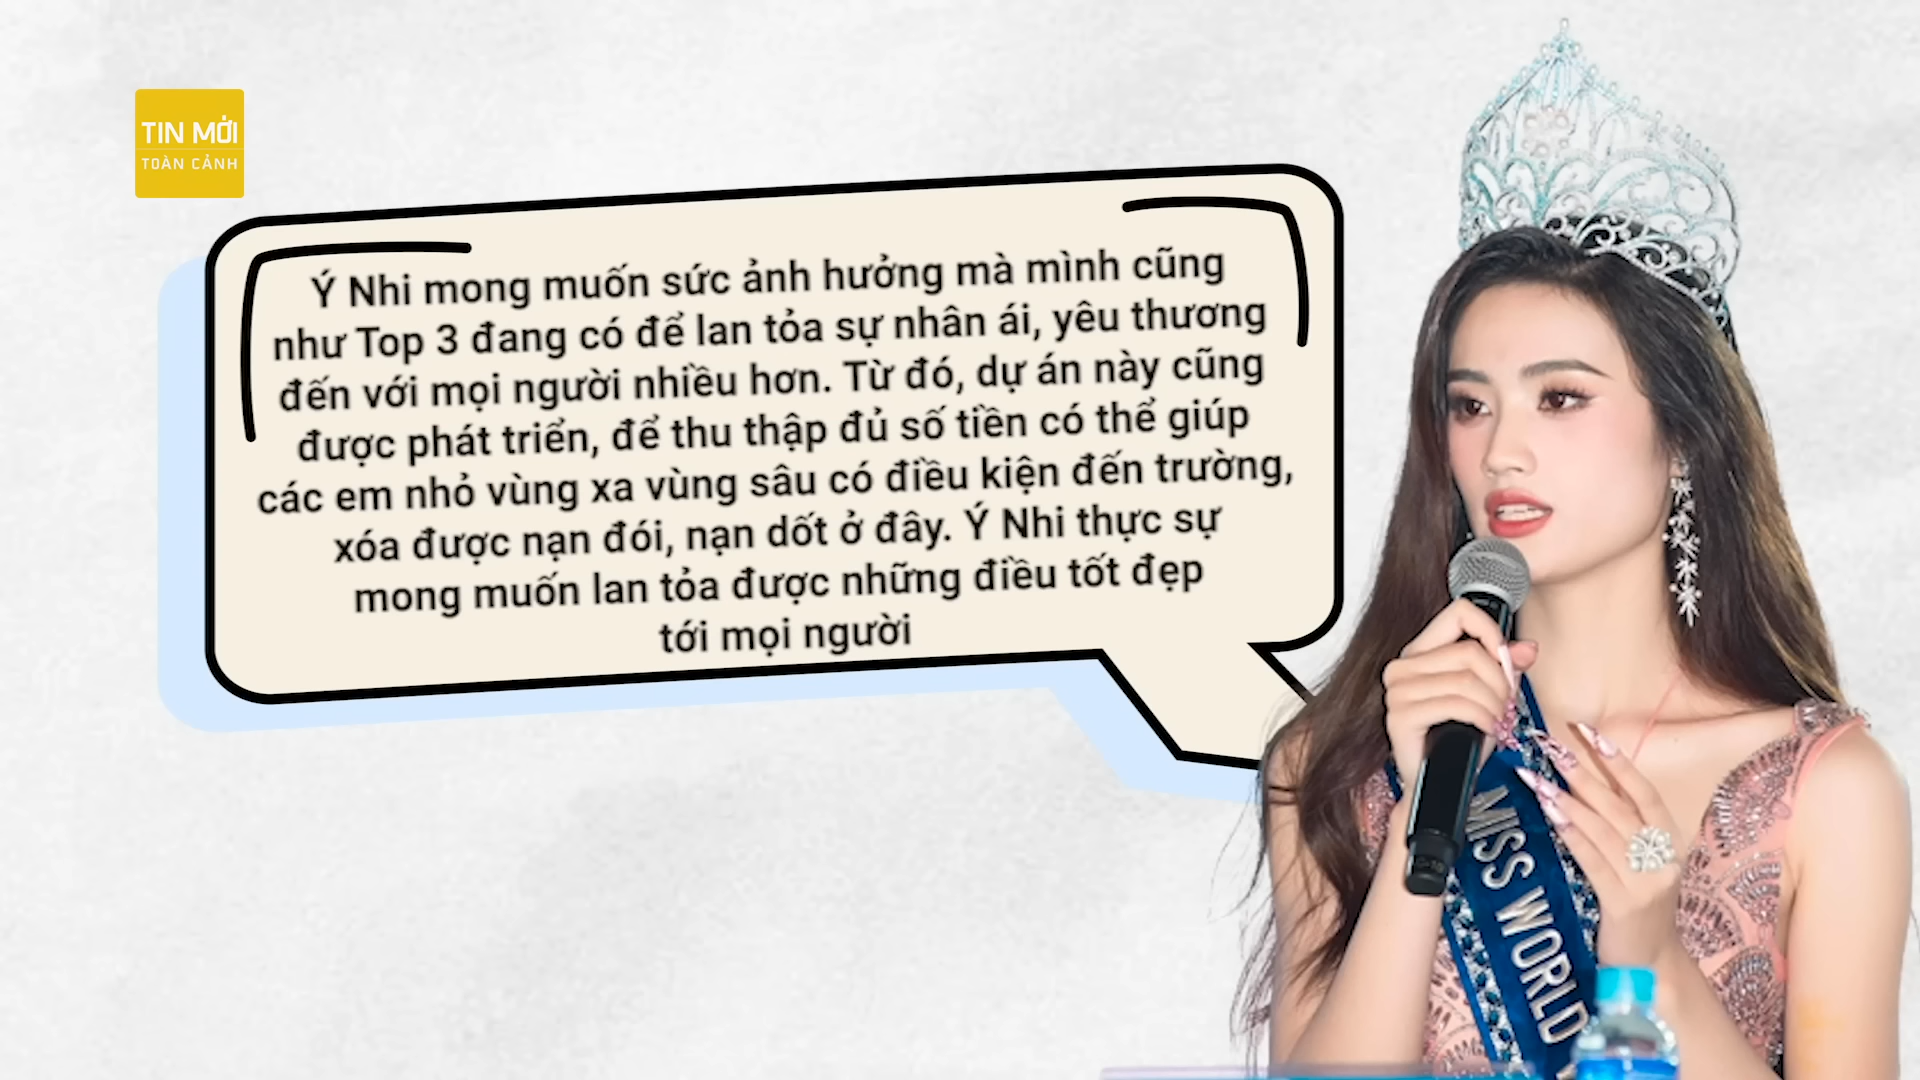 TIN MỚI
TOÀN CẢNH
Ý Nhi mong muốn sức ảnh hưởng mà mình cũng
như Top 3 đang có để lan tỏa sự nhân ái, yêu thương
đến với mọi người nhiều hơn. Từ đó, dự án này cũng
được phát triển, để thu thập đủ số tiền có thể giúp
các em nhỏ vùng xa vùng sâu có điều kiện đến trường,
xóa được nạn đói, nạn dốt ở đây. Ý Nhi thực sự
mong muốn lan tỏa được những điều tốt đẹp
tới mọi người
MISS WORLD